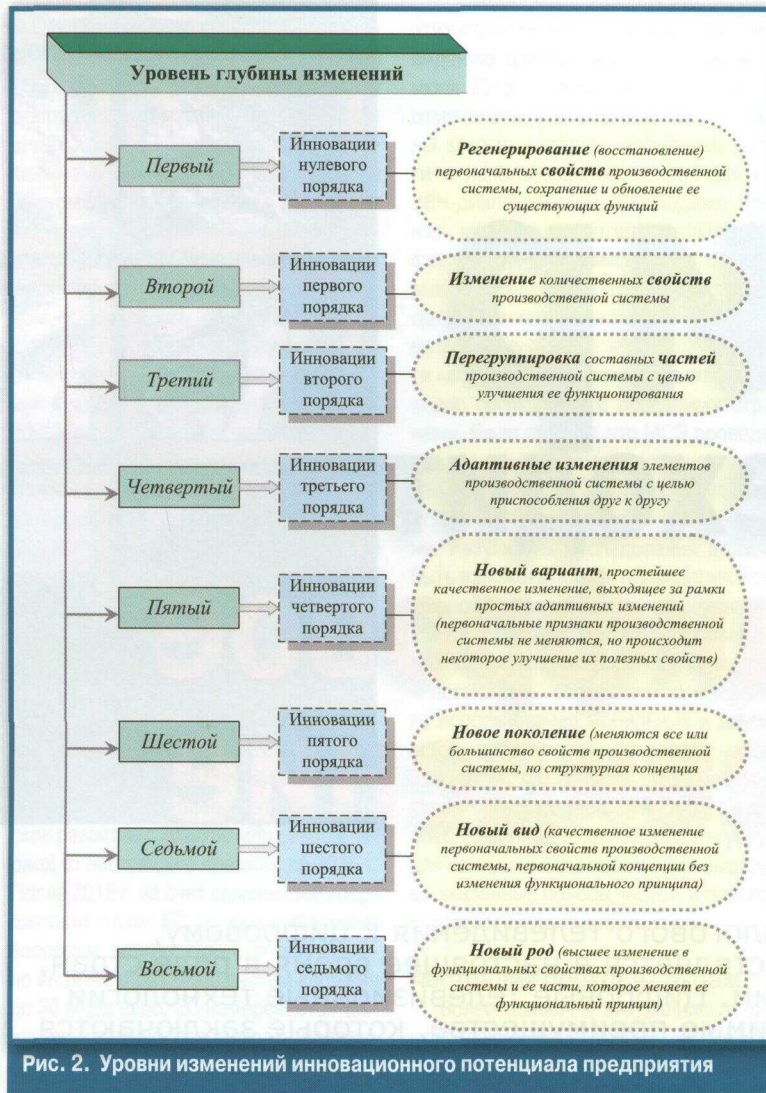 Уровень глубины изменений
Первый
Инновации
нулевого
порядка
Регенерирование (восстановление)
первоначальных свойств производственной
системы, сохранение и обновление ее
существующих функций
Второй
Инновации
первого
порядка
Изменение количественных свойств
производственной системы
Третий
Инновации
второго
порядка
Перегруппировка составных частей
производственной системы с целью
улучшения ее функционирования
Четвертый
Инновации
третьего
порядка
Адаптивные изменения элементов
производственной системы с целью
приспособления друг к другу
Пятый
Инновации
четвертого
порядка
Новый вариант, простейшее
качественное изменение, выходящее за рамки
простых адаптивных изменений
(первоначальные признаки производственной
системы не меняются, но происходит
некоторое улучшение их полезных свойств)
Шестой
Инновации
пятого
порядка
Новое поколение (меняются все или
большинство свойств производственной
системы, но структурная концепция
Седьмой
Инновации
шестого
порядка
Новый вид (качественное изменение
первоначальных свойств производственной
системы, первоначальной концепции без
изменения функционального принципа)
Восьмой
Инновации
седьмого
порядка
Новый род (высшее изменение в
функциональных свойствах производственной
системы и ее части, которое меняет ее
функциональный принцип)
Рис. 2. Уровни изменений инновационного потенциала предприятия